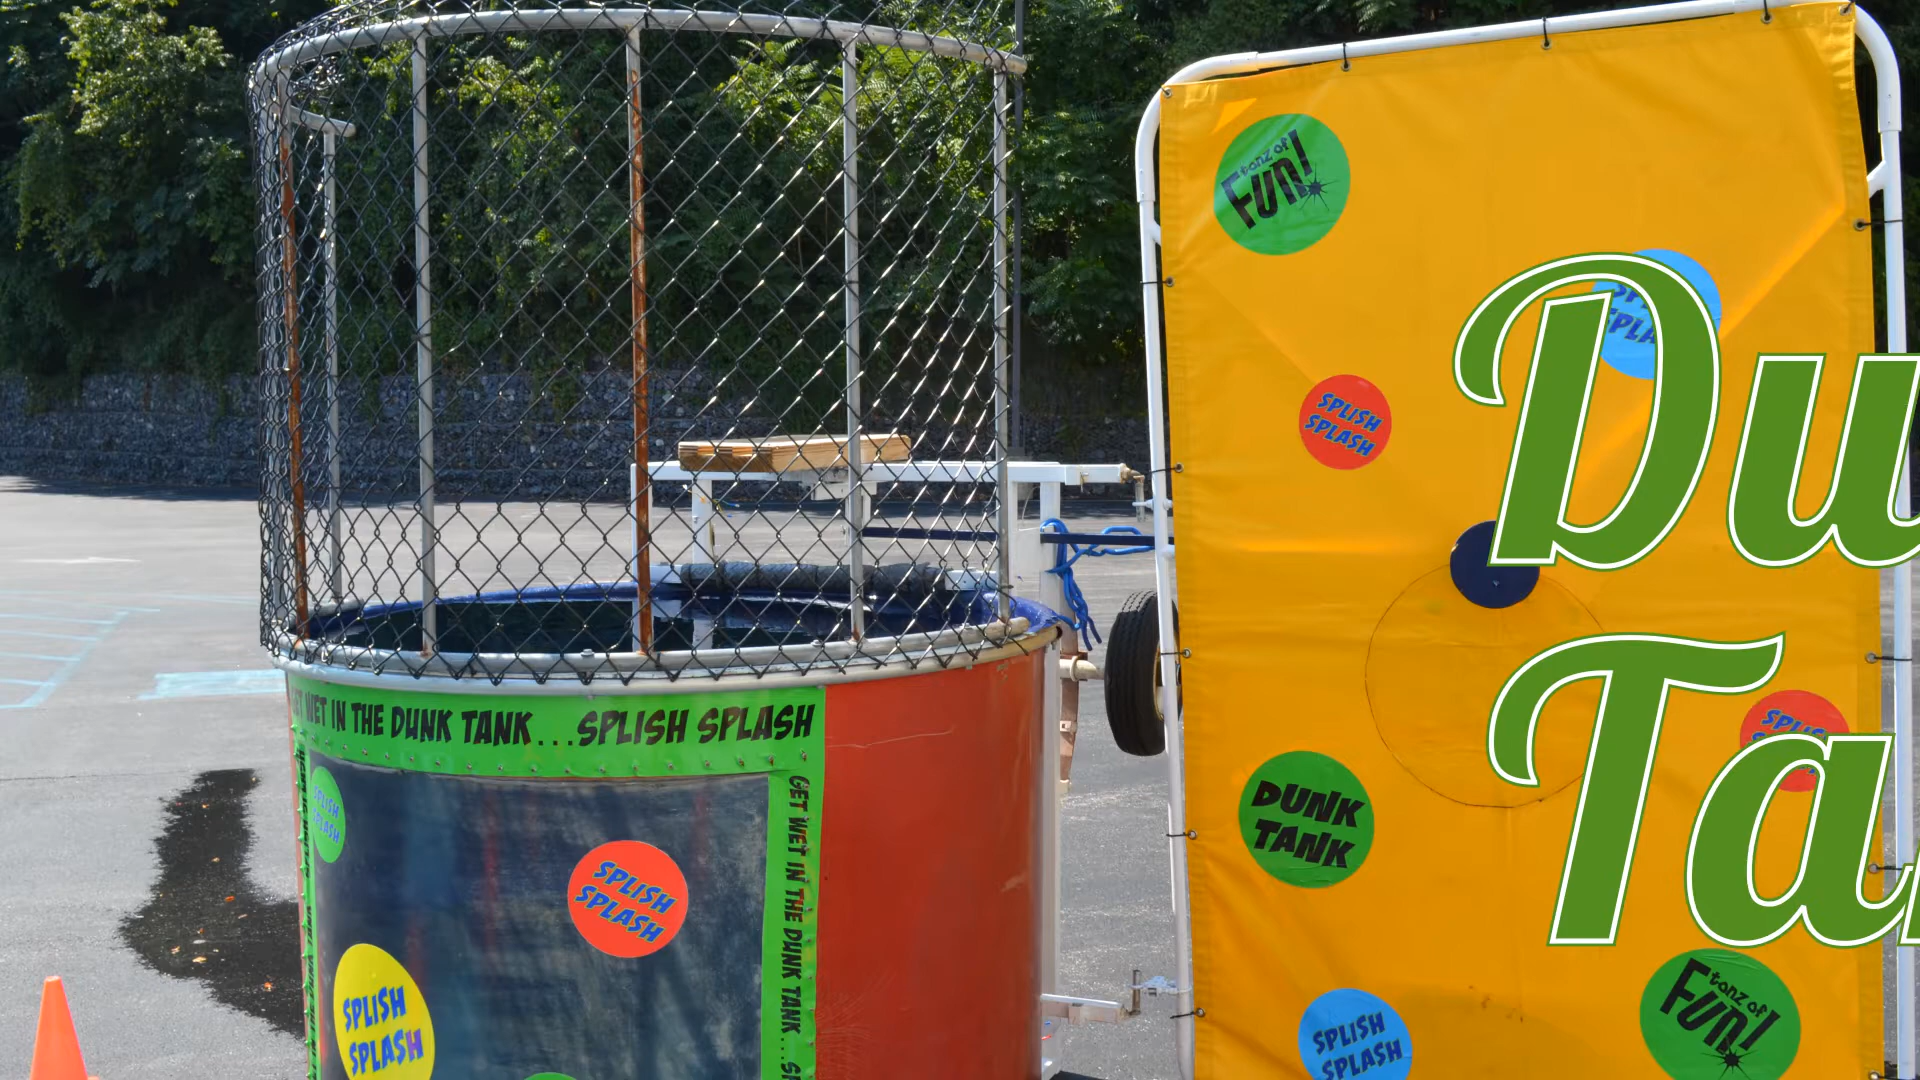 tanz of
FUN!
SPLISH
SPLASH
Du
Ta
GET WET IN THE DUNK TANK...SPLISH SPLASH
GET WET IN THE DUNK TANK...
SPLISH
SPLASH
DUNK
TANK
SPLISH
SPLASH
SPLISH
SPLASH
SPLISH
SPLASH
tanz of
FUN!